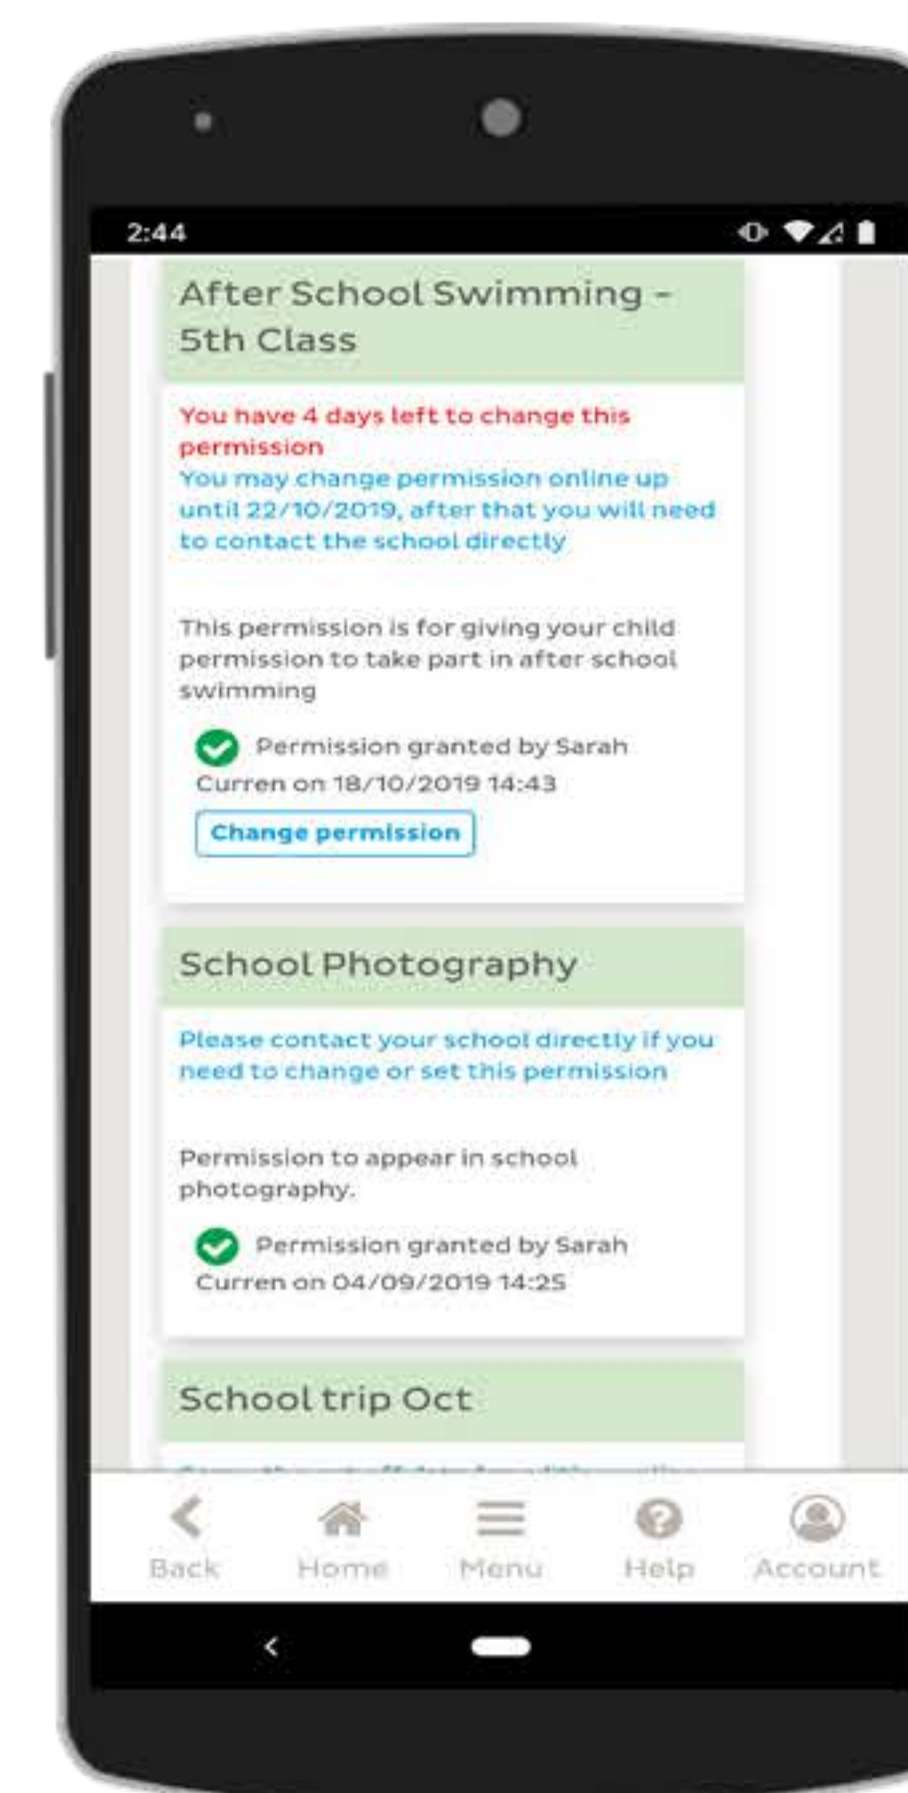 2:44
After School Swimming –
5th Class
You have 4 days left to change this
permission
You may change permission online up
until 22/10/2019, after that you will need
to contact the school directly
This permission is for giving your child
permission to take part in after school
swimming
Permission granted by Sarah
Curren on 18/10/2019 14:43
Change permission
School Photography
Please contact your school directly if you
need to change or set this permission
Permission to appear in school
photography.
Permission granted by Sarah
Curren on 04/09/2019 14:25
School trip Oct
Back Home Menu Help Account